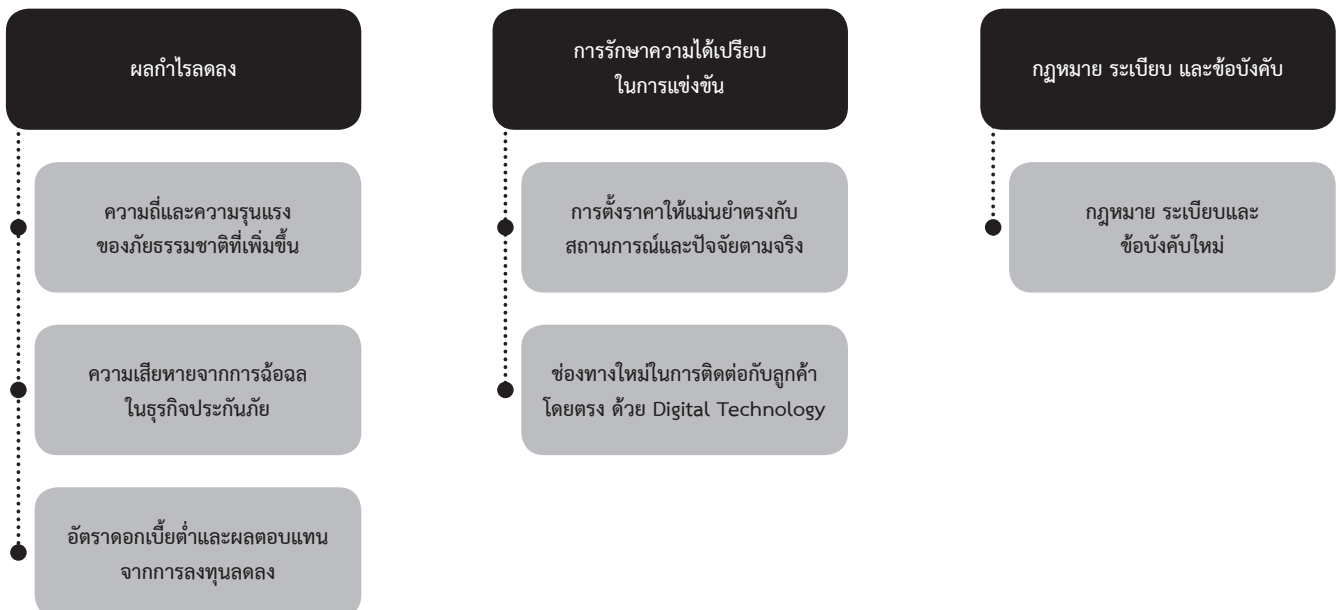 ผลกำไรลดลง
ความถี่และความรุนแรง
ของภัยธรรมชาติที่เพิ่มขึ้น
ความเสียหายจากการฉ้อฉล
ในธุรกิจประกันภัย
อัตราดอกเบี้ยต่ำและผลตอบแทน
จากการลงทุนลดลง
การรักษาความได้เปรียบ
ในการแข่งขัน
การตั้งราคาให้แม่นยำตรงกับ
สถานการณ์และปัจจัยตามจริง
ช่องทางใหม่ในการติดต่อกับลูกค้า
โดยตรง ด้วย Digital Technology
กฎหมาย ระเบียบ และข้อบังคับ
กฎหมาย ระเบียบและ
ข้อบังคับใหม่